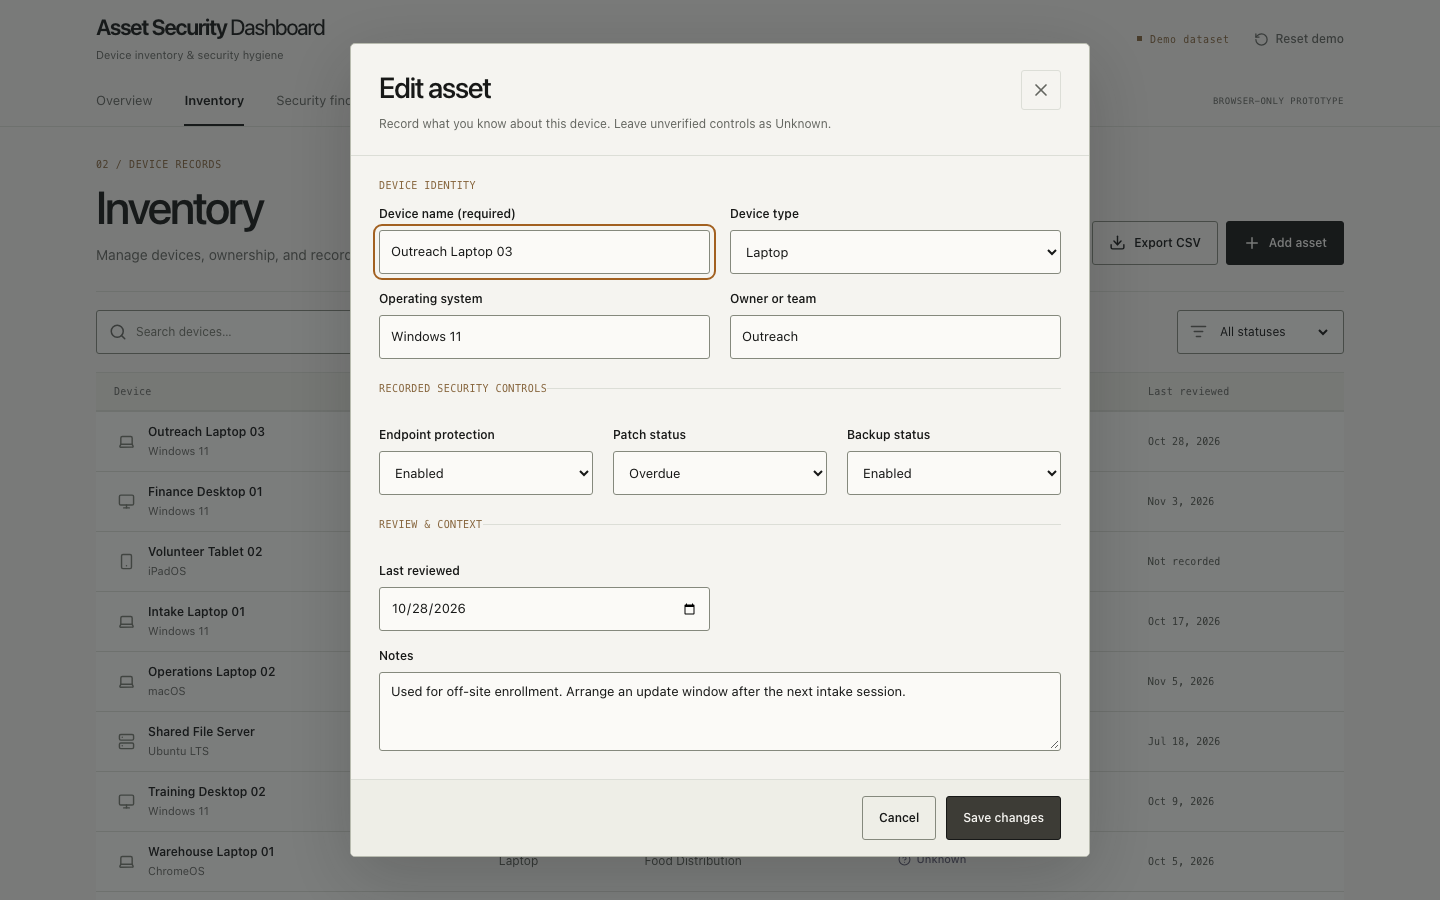 Asset Security Dashboard
Device inventory & security hygiene
Demo dataset
Reset demo
Overview
Inventory
Security find
BROWSER-ONLY PROTOTYPE
02 / DEVICE RECORDS
Inventory
Manage devices, ownership, and record
Export CSV
Add asset
Search devices...
All statuses
Device
Last reviewed
Outreach Laptop 03
Windows 11
Oct 28, 2026
Finance Desktop 01
Windows 11
Nov 3, 2026
Volunteer Tablet 02
iPadOS
Not recorded
Intake Laptop 01
Windows 11
Oct 17, 2026
Operations Laptop 02
macOS
Nov 5, 2026
Shared File Server
Ubuntu LTS
Jul 18, 2026
Training Desktop 02
Windows 11
Oct 9, 2026
Warehouse Laptop 01
ChromeOS
Laptop
Food Distribution
Unknown
Oct 5, 2026
Edit asset
Record what you know about this device. Leave unverified controls as Unknown.
DEVICE IDENTITY
Device name (required)
Device type
Outreach Laptop 03
Laptop
Operating system
Owner or team
Windows 11
Outreach
RECORDED SECURITY CONTROLS
Endpoint protection
Patch status
Backup status
Enabled
Overdue
Enabled
REVIEW & CONTEXT
Last reviewed
10/28/2026
Notes
Used for off-site enrollment. Arrange an update window after the next intake session.
Cancel
Save changes